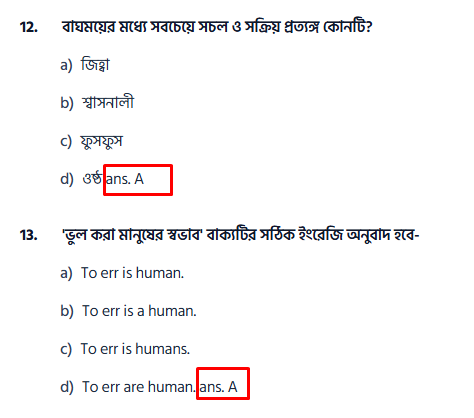 12. বাঘময়ের মধ্যে সবচেয়ে সচল ও সক্রিয় প্রত্যঙ্গ কোনটি?
a) জিহ্বা
b) শ্বাসনালী
c) ফুসফুস
d) ওষ্ঠ ans. A
13. 'ভুল করা মানুষের স্বভাব' বাক্যটির সঠিক ইংরেজি অনুবাদ হবে-
a) To err is human.
b) To err is a human.
c) To err is humans.
d) To err are human. ans. A